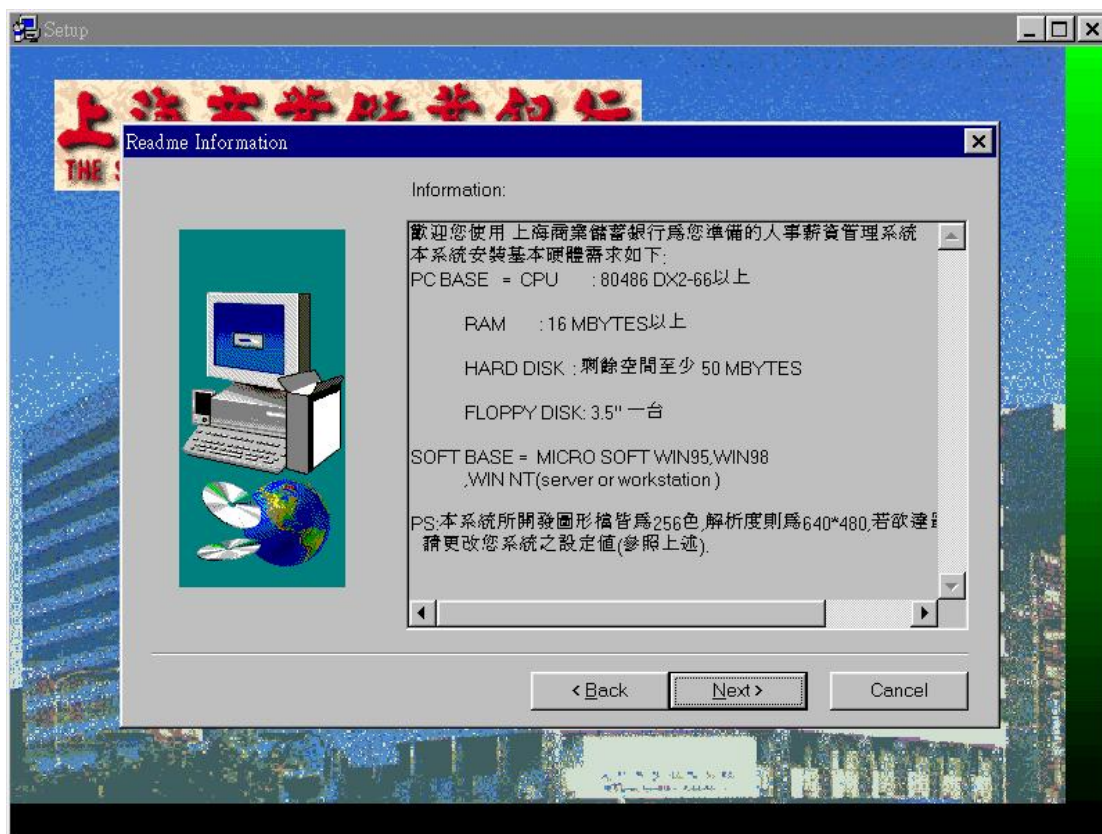 Setup
上海商業儲蓄銀行
THE S
Readme Information
Information:
歡迎您使用 上海商業儲蓄銀行爲您準備的人事薪資管理系統
本系統安裝基本硬體需求如下:
PC BASE = CPU : 80486 DX2-66以上
RAM : 16 MBYTES以上
HARD DISK : 剩餘空間至少 50 MBYTES
FLOPPY DISK: 3.5" 一台
SOFT BASE = MICRO SOFT WIN95,WIN98
,WIN NT(server or workstation )
PS:本系統所開發圖形檔皆爲256色,解析度則爲640*480,若欲達
請更改您系統之設定值(參照上述).
< Back
Next >
Cancel